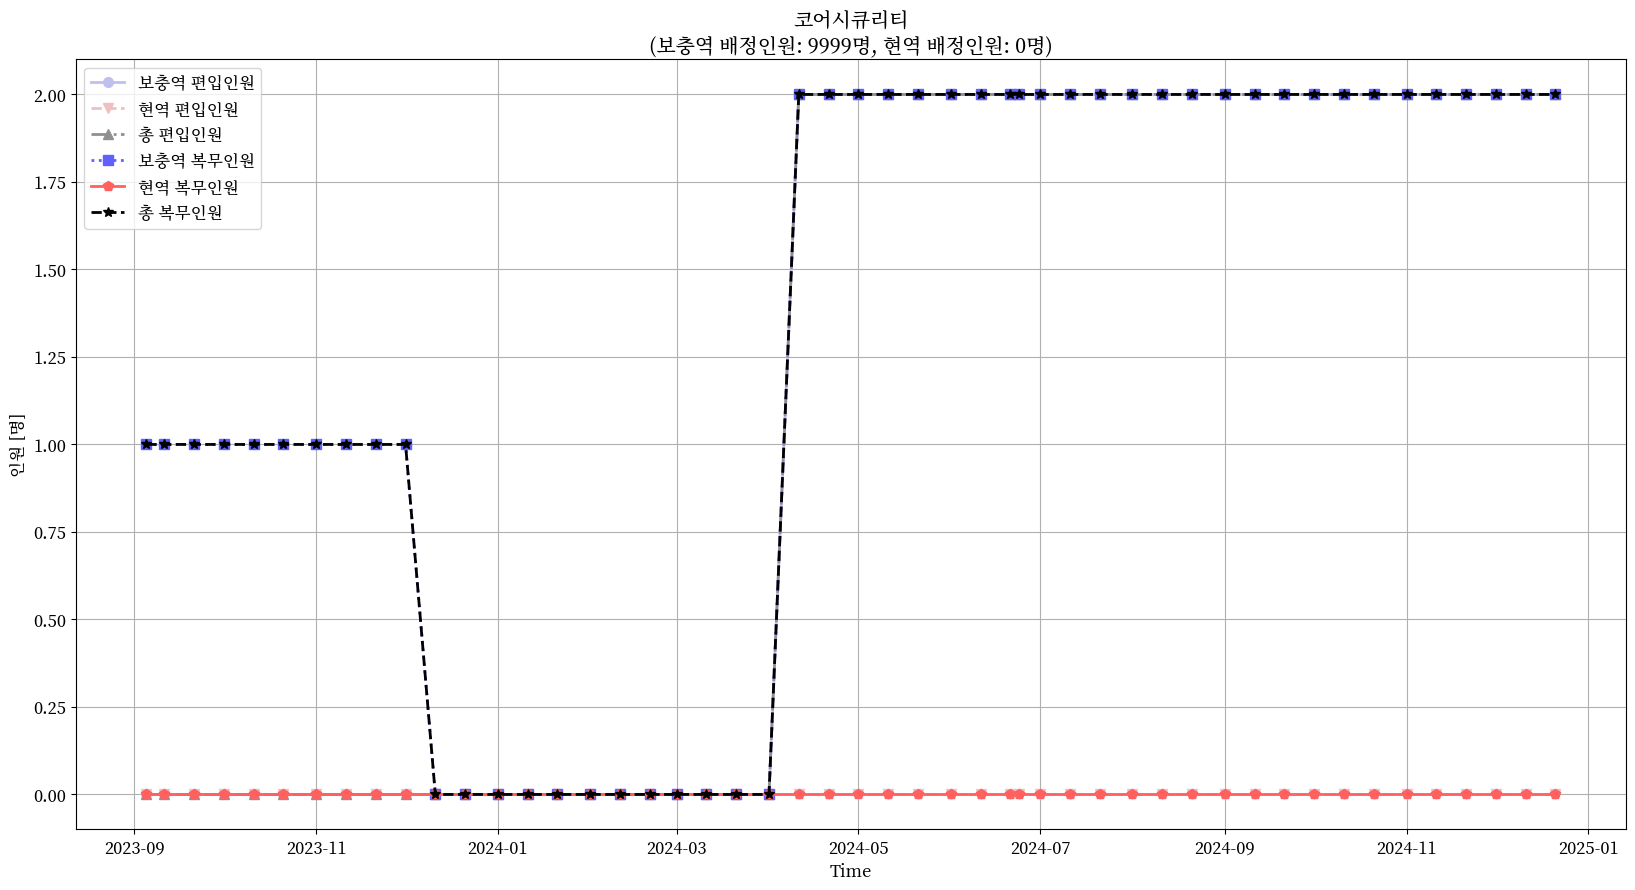 코어시큐리티
(보충역 배정인원: 9999명, 현역 배정인원: 0명)
보충역 편입인원
현역 편입인원
총 편입인원
보충역 복무인원
현역 복무인원
총 복무인원
인원 [명]
2.00
1.75
1.50
1.25
1.00
0.75
0.50
0.25
0.00
2023-09 2023-11 2024-01 2024-03 2024-05 2024-07 2024-09 2024-11 2025-01
Time